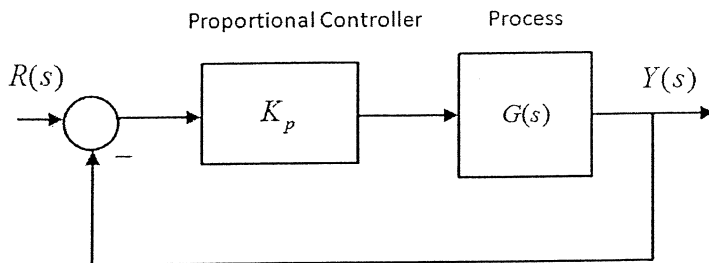 Proportional Controller
Process
R(s)
Y(s)
K_p
G(s)
−